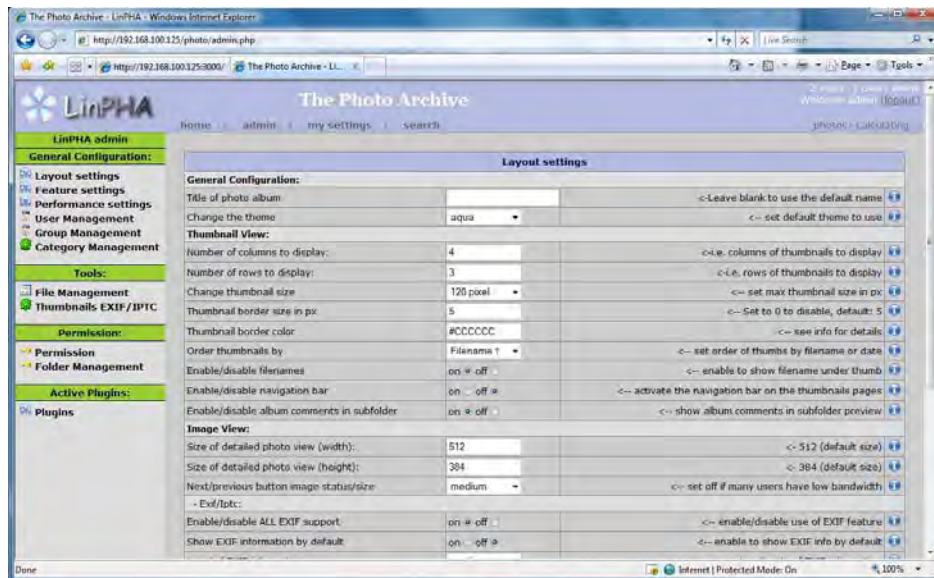 The Photo Archive - LinPHA - Windows Internet Explorer
http://192.168.100.125/photo/admin.php
Live Search
http://192.168.100.125:3000/
The Photo Archive - Li...
Page
Tools
LinPHA
The Photo Archive
home
admin
my settings
search
(logout)
LinPHA admin
General Configuration:
Layout settings
Feature settings
Performance settings
User Management
Group Management
Category Management
Tools:
File Management
Thumbnails EXIF/IPTC
Permission:
Permission
Folder Management
Active Plugins:
Plugins
Layout settings
General Configuration:
Title of photo album <-Leave blank to use the default name
Change the theme aqua <-- set default theme to use
Thumbnail View:
Number of columns to display: 4 <-i.e. columns of thumbnails to display
Number of rows to display: 3 <-i.e. rows of thumbnails to display
Change thumbnail size 120 pixel <-- set max thumbnail size in px
Thumbnail border size in px 5 <-- Set to 0 to disable, default: 5
Thumbnail border color #CCCCCC <-- see info for details
Order thumbnails by Filename ↑ <-- set order of thumbs by filename or date
Enable/disable filenames on off <-- enable to show filename under thumb
Enable/disable navigation bar on off <-- activate the navigation bar on the thumbnails pages
Enable/disable album comments in subfolder on off <-- show album comments in subfolder preview
Image View:
Size of detailed photo view (width): 512 <- 512 (default size)
Size of detailed photo view (height): 384 <- 384 (default size)
Next/previous button image status/size medium <-- set off if many users have low bandwidth
- Exif/Iptc:
Enable/disable ALL EXIF support on off <-- enable/disable use of EXIF feature
Show EXIF information by default on off <-- enable to show EXIF info by default
Done
Internet | Protected Mode: On
100%